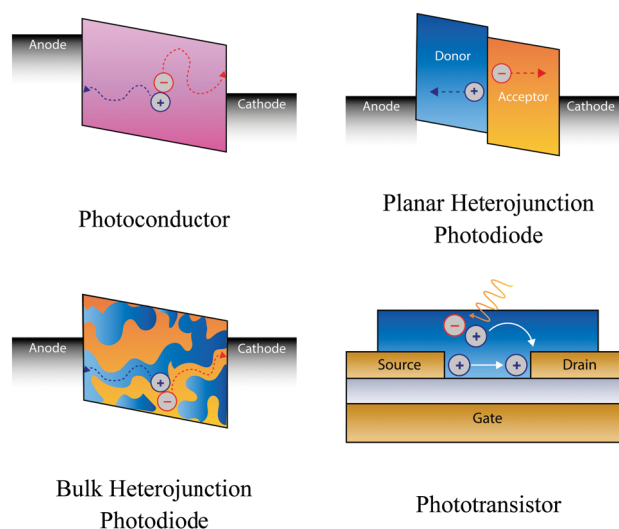 Anode
Cathode
Photoconductor
Donor
Acceptor
Anode
Cathode
Planar Heterojunction
Photodiode
Anode
Cathode
Bulk Heterojunction
Photodiode
Source
Drain
Gate
Phototransistor